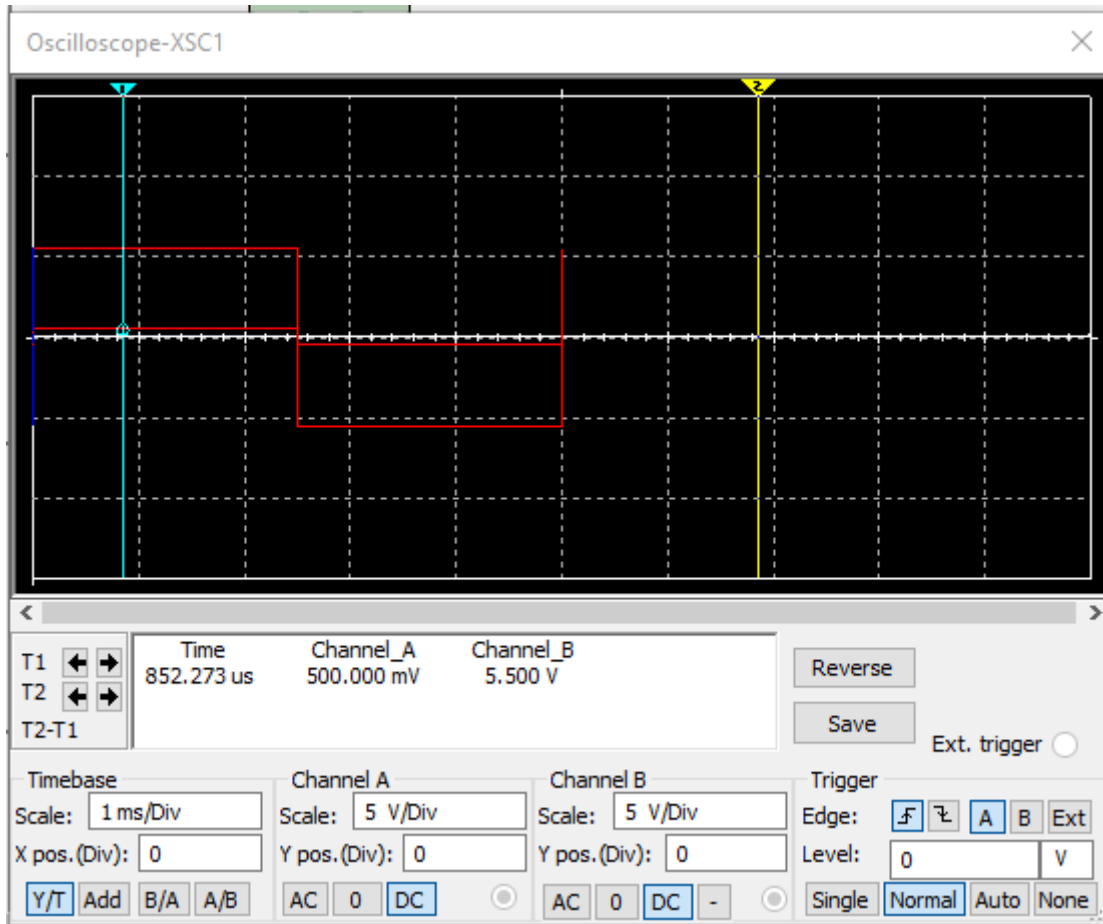 Oscilloscope-XSC1
1
2
T1
T2
T2-T1
Time Channel_A Channel_B
852.273 us 500.000 mV 5.500 V
Reverse
Save
Ext. trigger
Timebase
Scale: 1 ms/Div
X pos.(Div): 0
Y/T Add B/A A/B
Channel A
Scale: 5 V/Div
Y pos.(Div): 0
AC 0 DC
Channel B
Scale: 5 V/Div
Y pos.(Div): 0
AC 0 DC -
Trigger
Edge: A B Ext
Level: 0 V
Single Normal Auto None